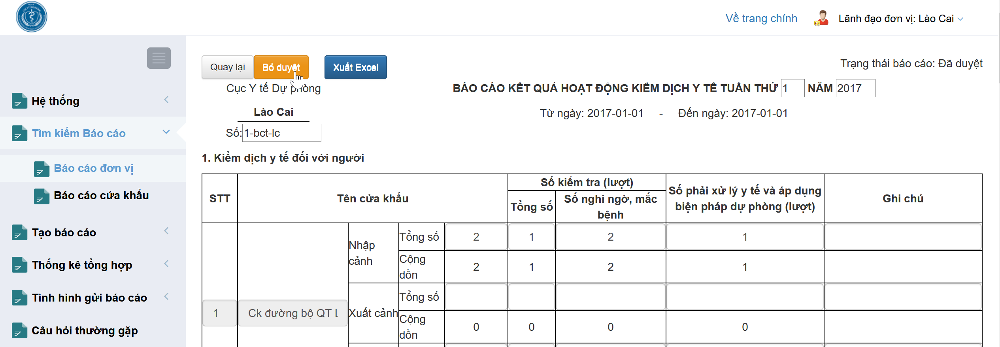 Về trang chính
Lãnh đạo đơn vị: Lào Cai
Hệ thống
Tìm kiếm Báo cáo
Báo cáo đơn vị
Báo cáo cửa khẩu
Tạo báo cáo
Thống kê tổng hợp
Tình hình gửi báo cáo
Câu hỏi thường gặp
Quay lại
Bỏ duyệt
Xuất Excel
Trạng thái báo cáo: Đã duyệt
Cục Y tế Dự phòng
BÁO CÁO KẾT QUẢ HOẠT ĐỘNG KIỂM DỊCH Y TẾ TUẦN THỨ 1 NĂM 2017
Lào Cai
Từ ngày: 2017-01-01 - Đến ngày: 2017-01-01
Số: 1-bct-lc
1. Kiểm dịch y tế đối với người
STT
Tên cửa khẩu
Số kiểm tra (lượt)
Tổng số
Số nghi ngờ, mắc
bệnh
Số phải xử lý y tế và áp dụng
biện pháp dự phòng (lượt)
Ghi chú
1
Ck đường bộ QT L
Nhập
cảnh
Tổng số
2
1
2
1
Cộng
dồn
2
1
2
1
Xuất cảnh
Tổng số
Cộng
dồn
0
0
0
0